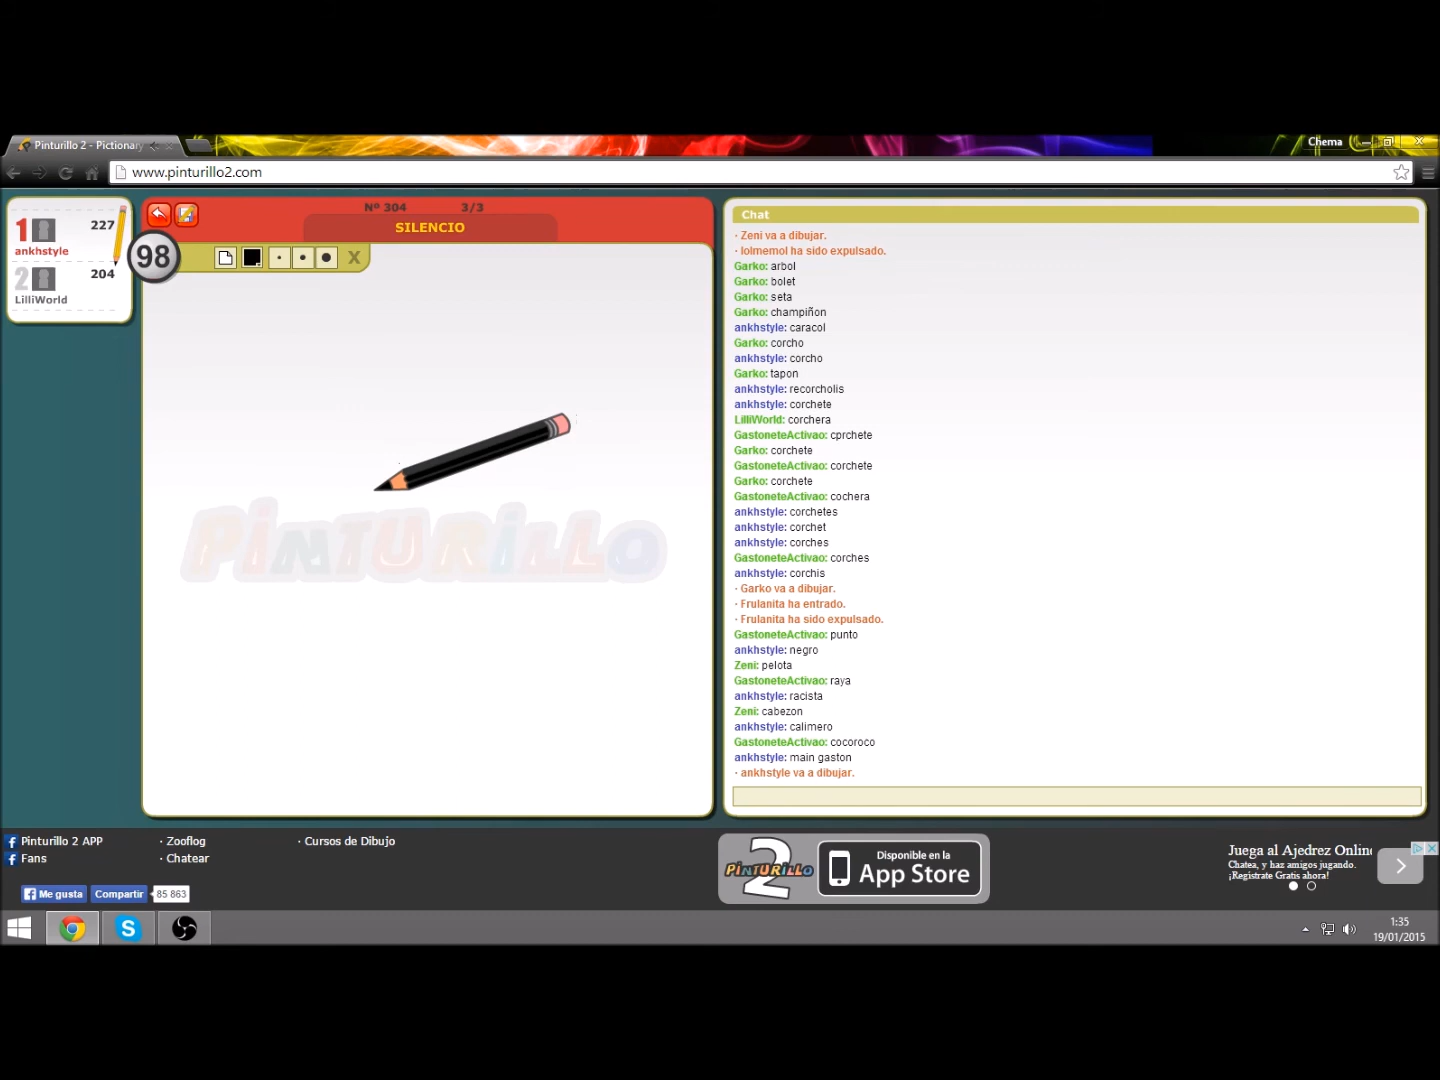 Pinturillo 2 - Pictionary
Chema
www.pinturillo2.com
1
227
ankhstyle
2
204
LilliWorld
Nº 304
3/3
SILENCIO
98
X
PiNTURiLLO
Chat
· Zeni va a dibujar.
· lolmemol ha sido expulsado.
Garko: arbol
Garko: bolet
Garko: seta
Garko: champiñon
ankhstyle: caracol
Garko: corcho
ankhstyle: corcho
Garko: tapon
ankhstyle: recorcholis
ankhstyle: corchete
LilliWorld: corchera
GastoneteActivao: cprchete
Garko: corchete
GastoneteActivao: corchete
Garko: corchete
GastoneteActivao: cochera
ankhstyle: corchetes
ankhstyle: corchet
ankhstyle: corches
GastoneteActivao: corches
ankhstyle: corchis
· Garko va a dibujar.
· Frulanita ha entrado.
· Frulanita ha sido expulsado.
GastoneteActivao: punto
ankhstyle: negro
Zeni: pelota
GastoneteActivao: raya
ankhstyle: racista
Zeni: cabezon
ankhstyle: calimero
GastoneteActivao: cocoroco
ankhstyle: main gaston
· ankhstyle va a dibujar.
Pinturillo 2 APP
Fans
· Zooflog
· Chatear
· Cursos de Dibujo
Me gusta
Compartir
85 863
PiNTURiLLO 2
Disponible en la
App Store
Juega al Ajedrez Online
Chatea, y haz amigos jugando.
¡Registrate Gratis ahora!
1:35
19/01/2015